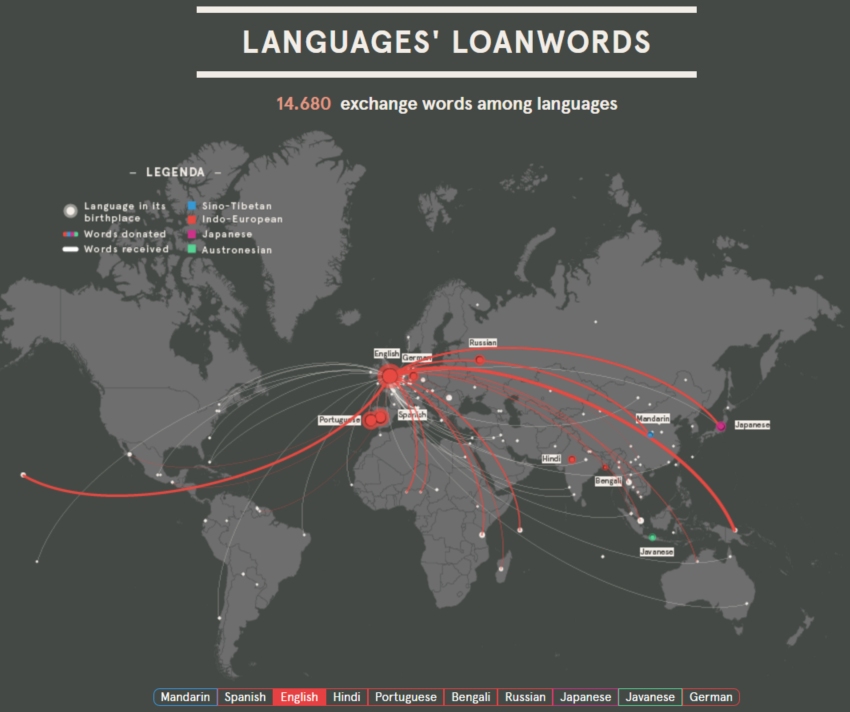 LANGUAGES' LOANWORDS
14.680 exchange words among languages
– LEGENDA –
Language in its
birthplace
Words donated
Words received
Sino-Tibetan
Indo-European
Japanese
Austronesian
Russian
English
German
Portuguese
Spanish
Mandarin
Japanese
Hindi
Bengali
Javanese
Mandarin Spanish English Hindi Portuguese Bengali Russian Japanese Javanese German